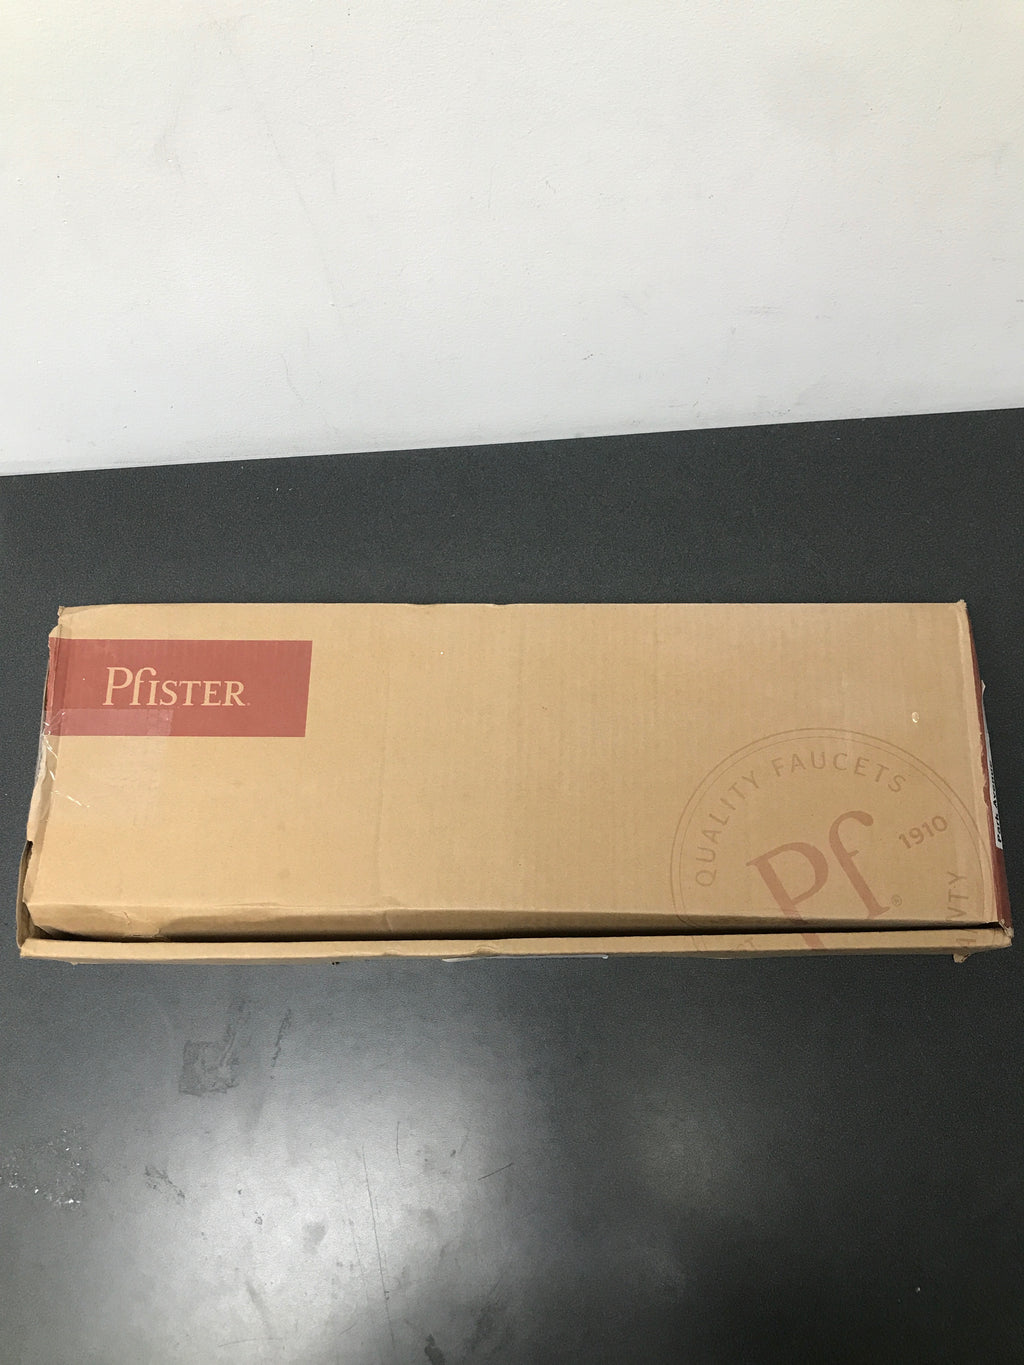 PfISTER
QUALITY FAUCETS
1910
Pf®